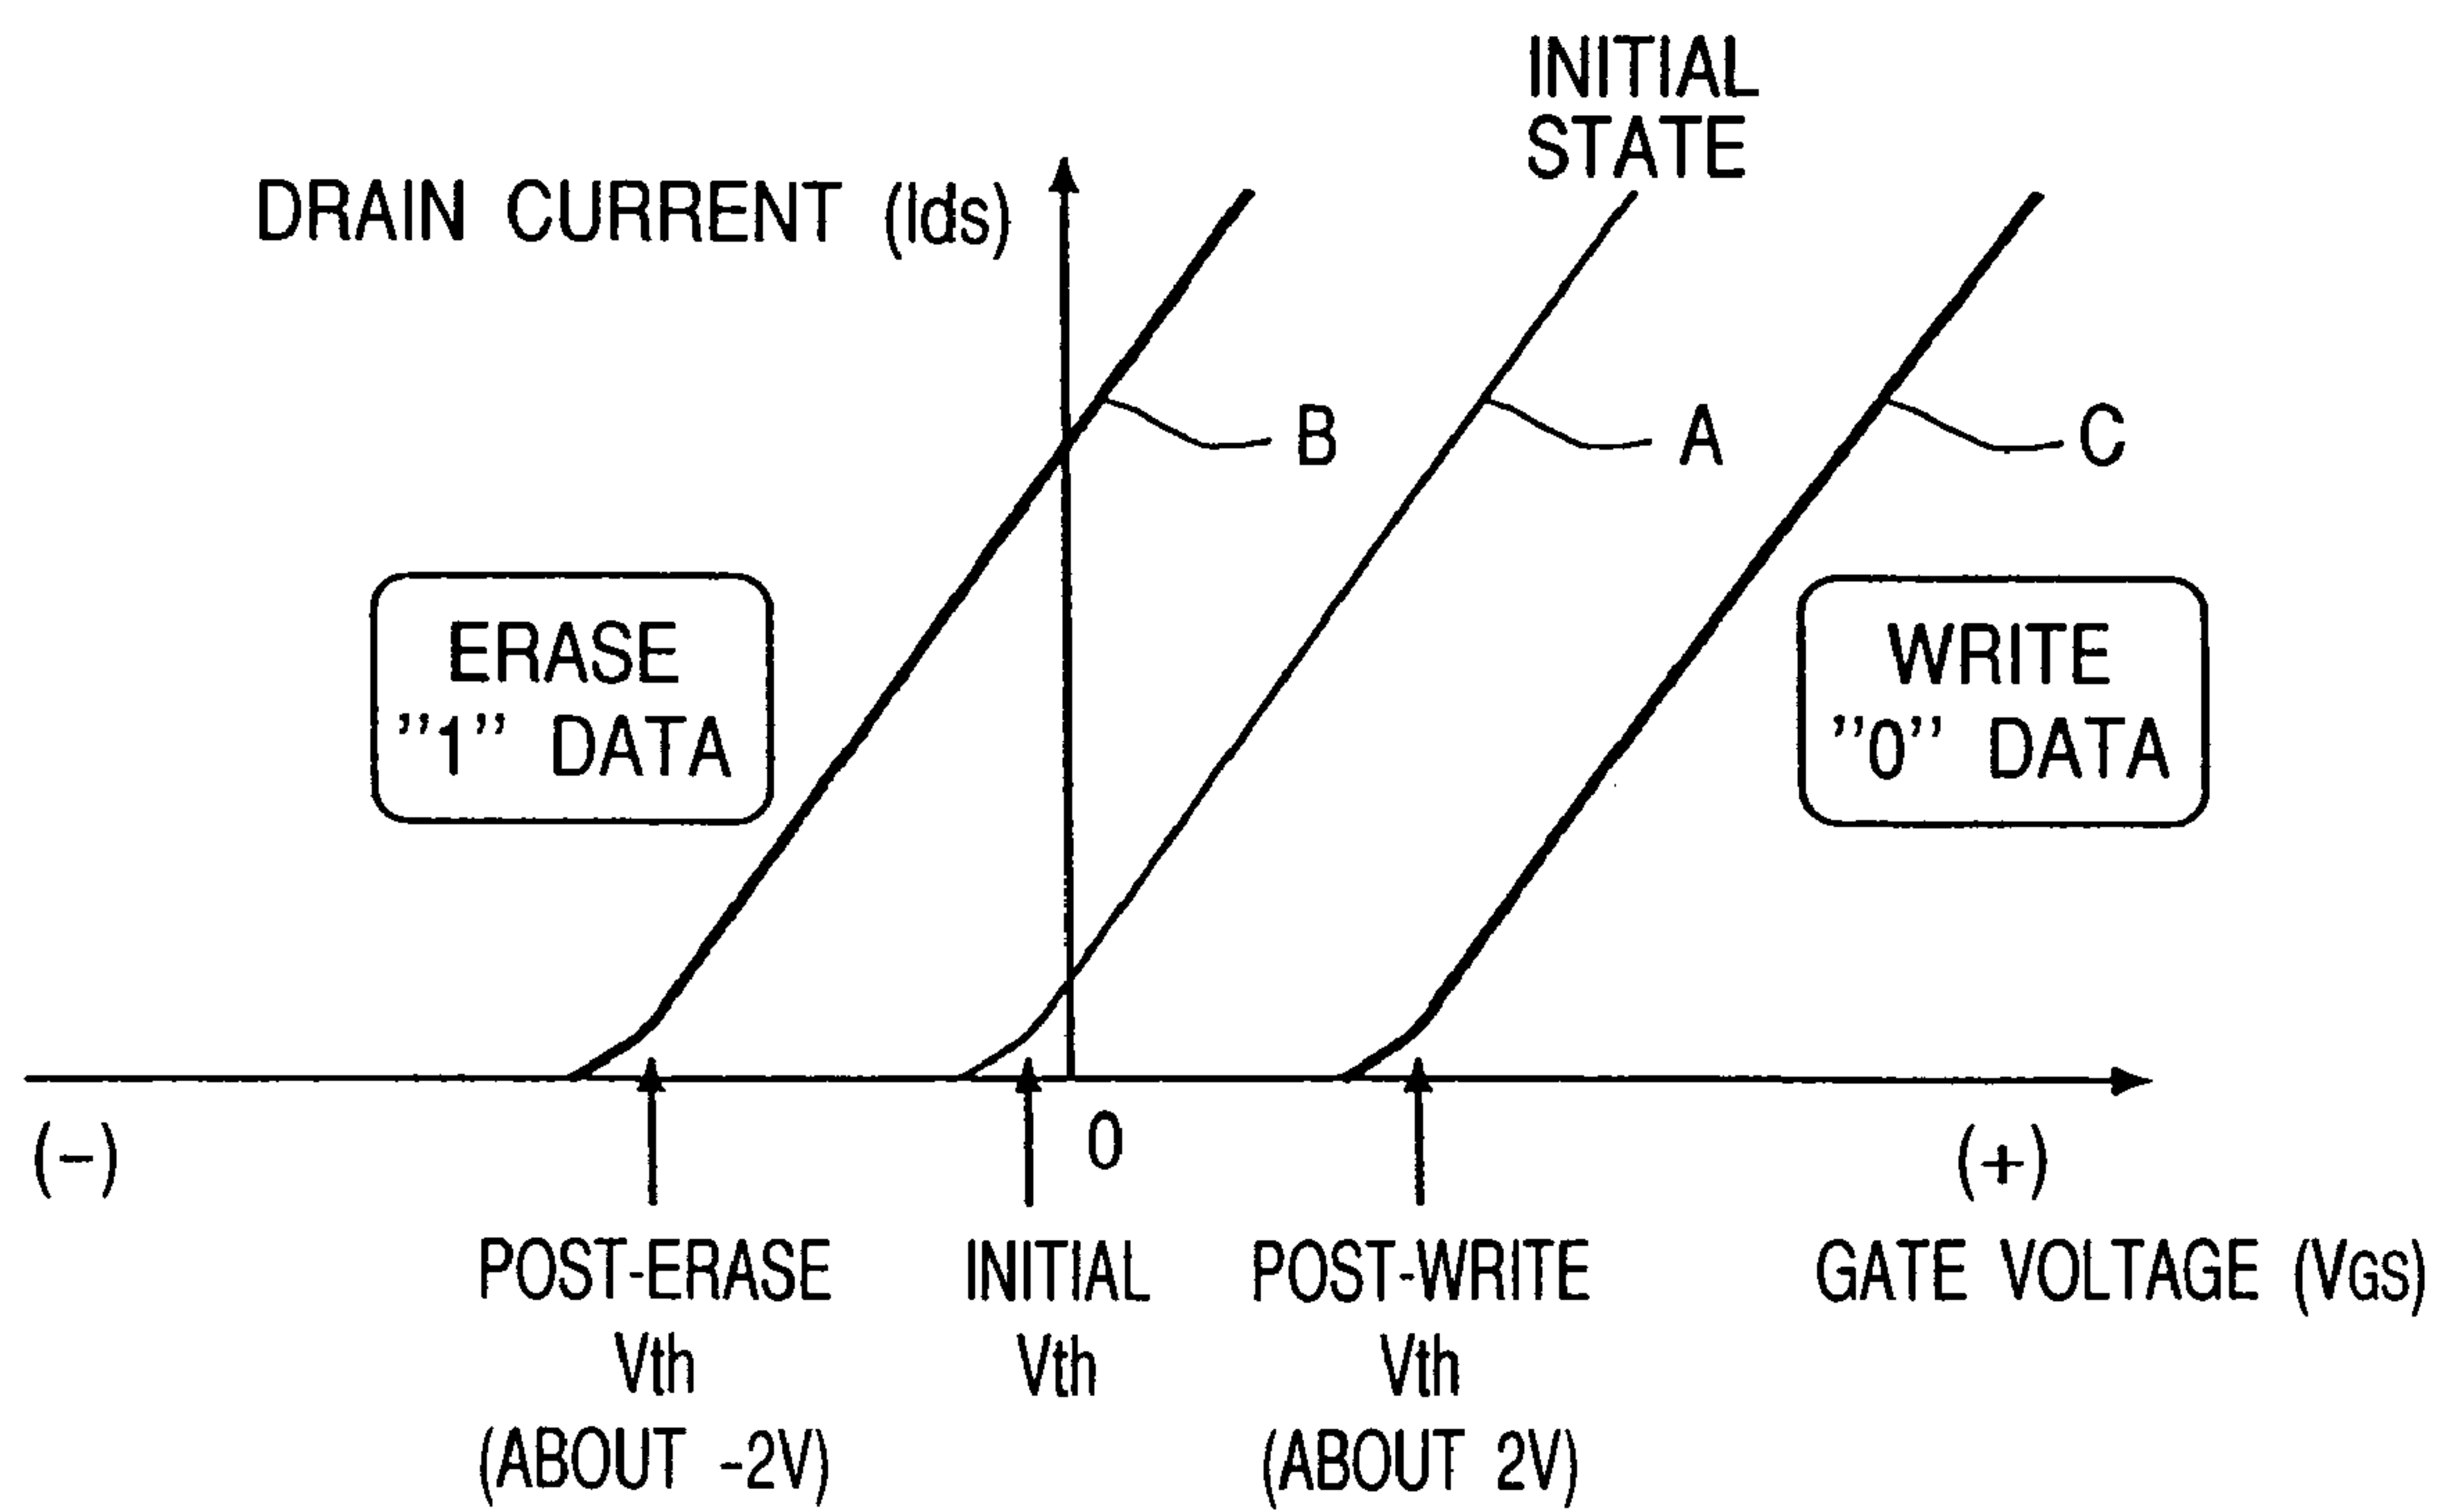 INITIAL
STATE
DRAIN CURRENT (Ids)
B
A
C
ERASE
"1" DATA
WRITE
"0" DATA
(-)
0
(+)
POST-ERASE
Vth
(ABOUT -2V)
INITIAL
Vth
POST-WRITE
Vth
(ABOUT 2V)
GATE VOLTAGE (VGS)